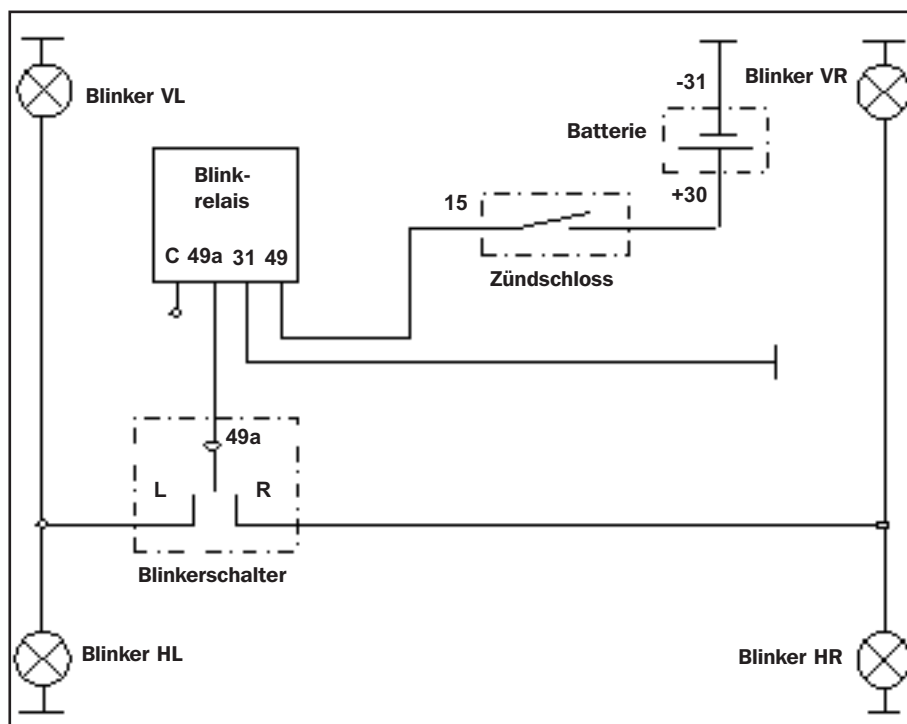 Blinker VL
-31
Blinker VR
Batterie
Blink-
relais
15
+30
C 49a 31 49
Zündschloss
49a
L R
Blinkerschalter
Blinker HL
Blinker HR